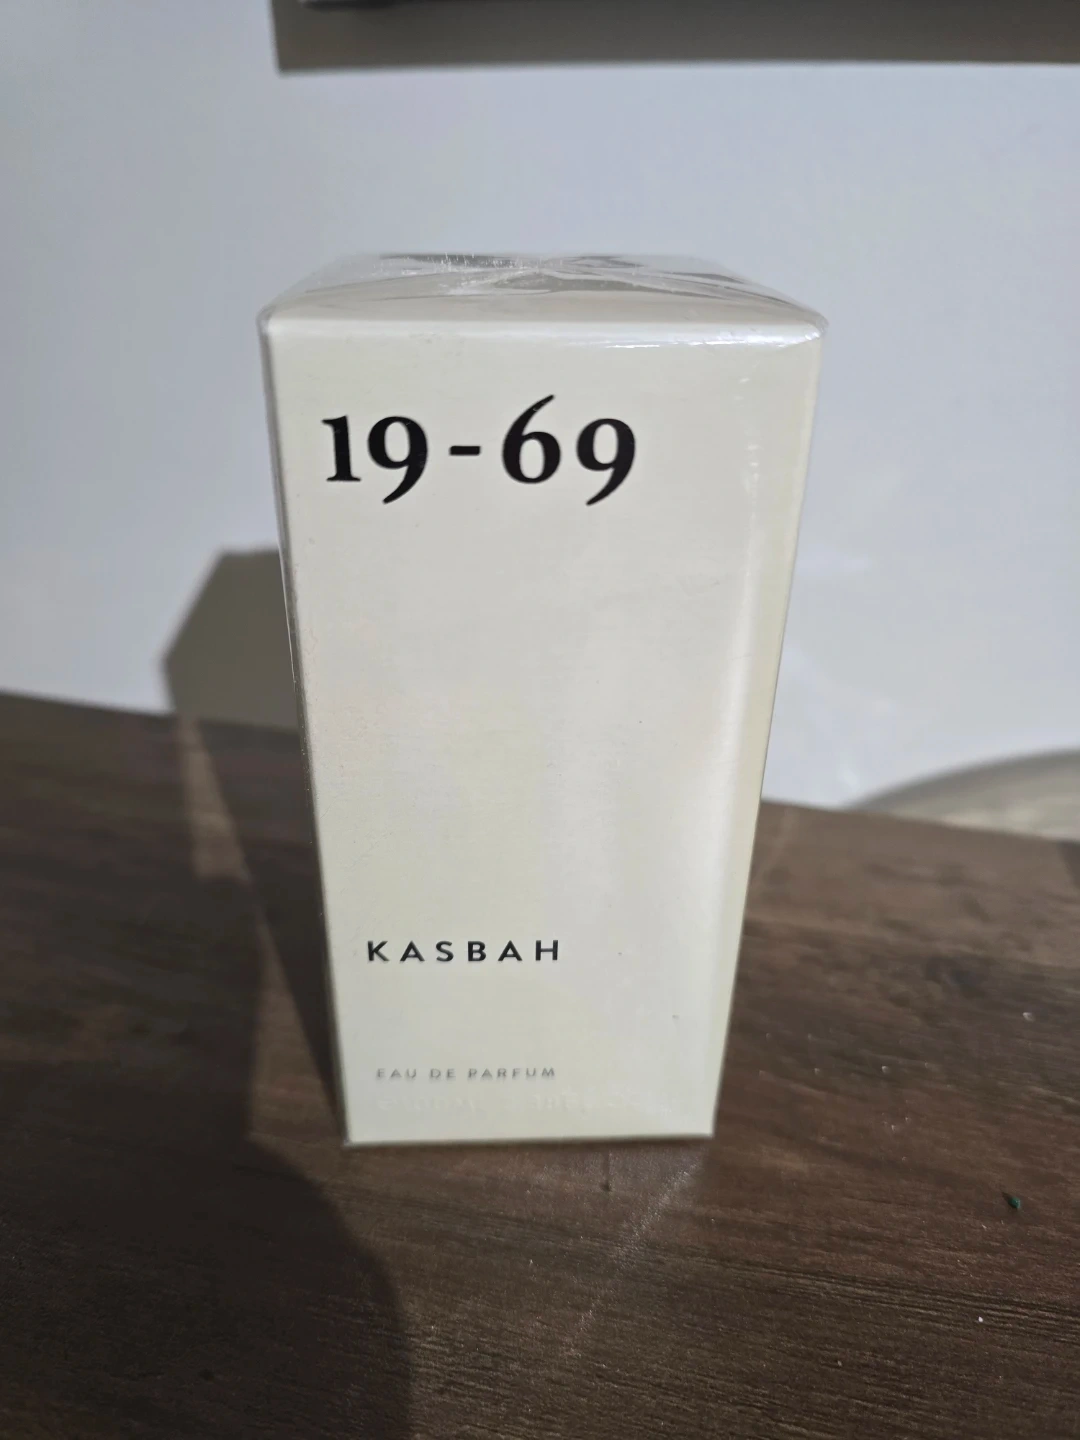 19-69
KASBAH
EAU DE PARFUM